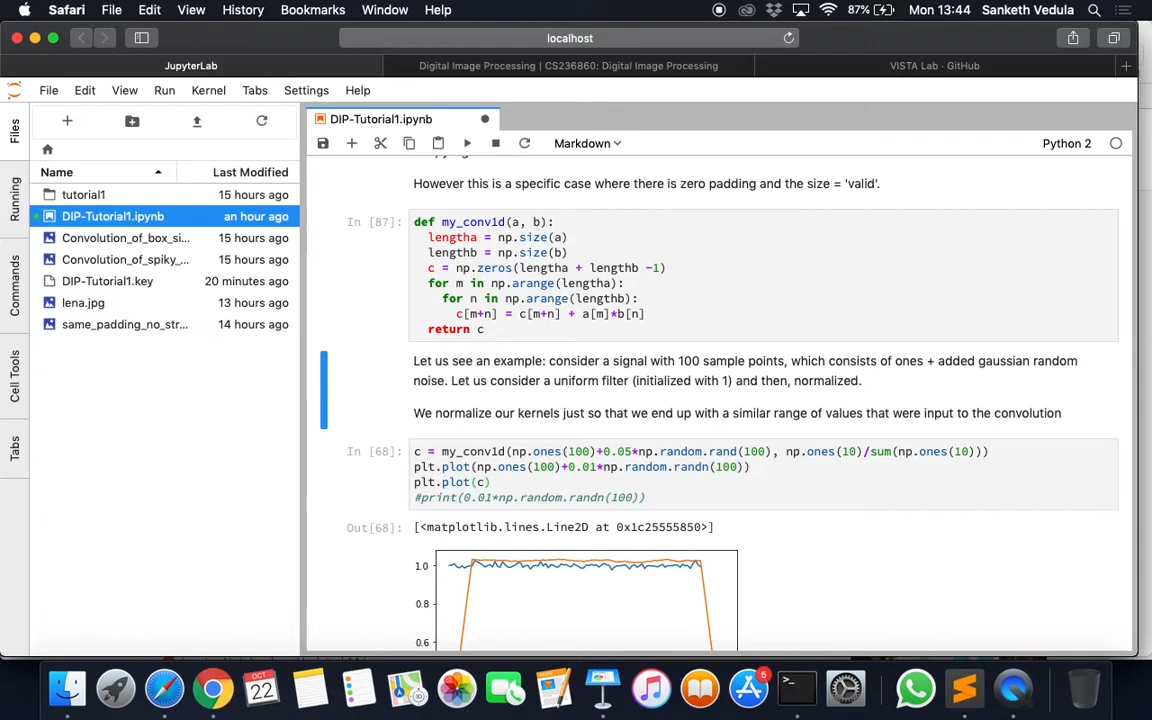 Safari File Edit View History Bookmarks Window Help 87% Mon 13:44 Sanketh Vedula
localhost
JupyterLab Digital Image Processing | CS236860: Digital Image Processing VISTA Lab · GitHub
File Edit View Run Kernel Tabs Settings Help
Files
Running
Commands
Cell Tools
Tabs
Name Last Modified
tutorial1 15 hours ago
DIP-Tutorial1.ipynb an hour ago
Convolution_of_box_si... 15 hours ago
Convolution_of_spiky_... 15 hours ago
DIP-Tutorial1.key 20 minutes ago
lena.jpg 13 hours ago
same_padding_no_str... 14 hours ago
DIP-Tutorial1.ipynb
Markdown Python 2
However this is a specific case where there is zero padding and the size = 'valid'.
In [87]: def my_conv1d(a, b):
lengtha = np.size(a)
lengthb = np.size(b)
c = np.zeros(lengtha + lengthb -1)
for m in np.arange(lengtha):
for n in np.arange(lengthb):
c[m+n] = c[m+n] + a[m]*b[n]
return c
Let us see an example: consider a signal with 100 sample points, which consists of ones + added gaussian random
noise. Let us consider a uniform filter (initialized with 1) and then, normalized.
We normalize our kernels just so that we end up with a similar range of values that were input to the convolution
In [68]: c = my_conv1d(np.ones(100)+0.05*np.random.rand(100), np.ones(10)/sum(np.ones(10)))
plt.plot(np.ones(100)+0.01*np.random.randn(100))
plt.plot(c)
#print(0.01*np.random.randn(100))
Out[68]: [<matplotlib.lines.Line2D at 0x1c25555850>]
1.0
0.8
0.6
OCT
22
5
>_